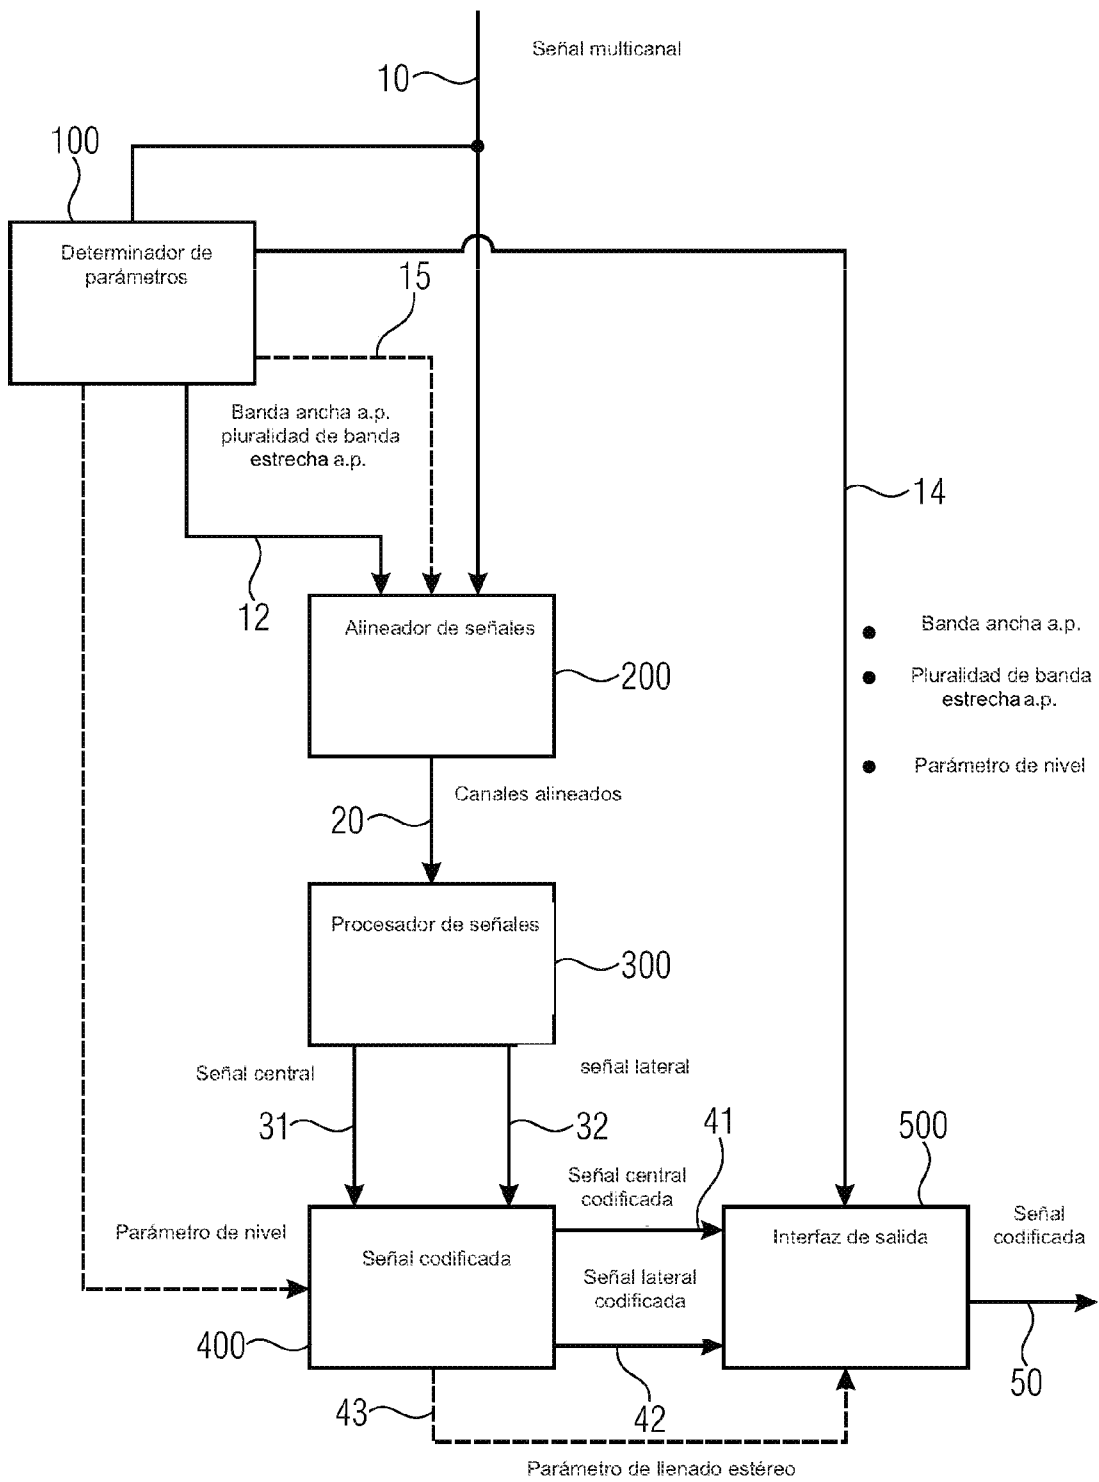 Señal multicanal
10
100
Determinador de
parámetros
15
Banda ancha a.p.
pluralidad de banda
estrecha a.p.
14
12
Alineador de señales
200
Banda ancha a.p.
Pluralidad de banda
estrecha a.p.
Parámetro de nivel
Canales alineados
20
Procesador de señales
300
Señal central
señal lateral
31
32
41
500
Señal central
codificada
Parámetro de nivel
Señal codificada
Interfaz de salida
Señal
codificada
Señal lateral
codificada
400
43
42
50
Parámetro de llenado estéreo